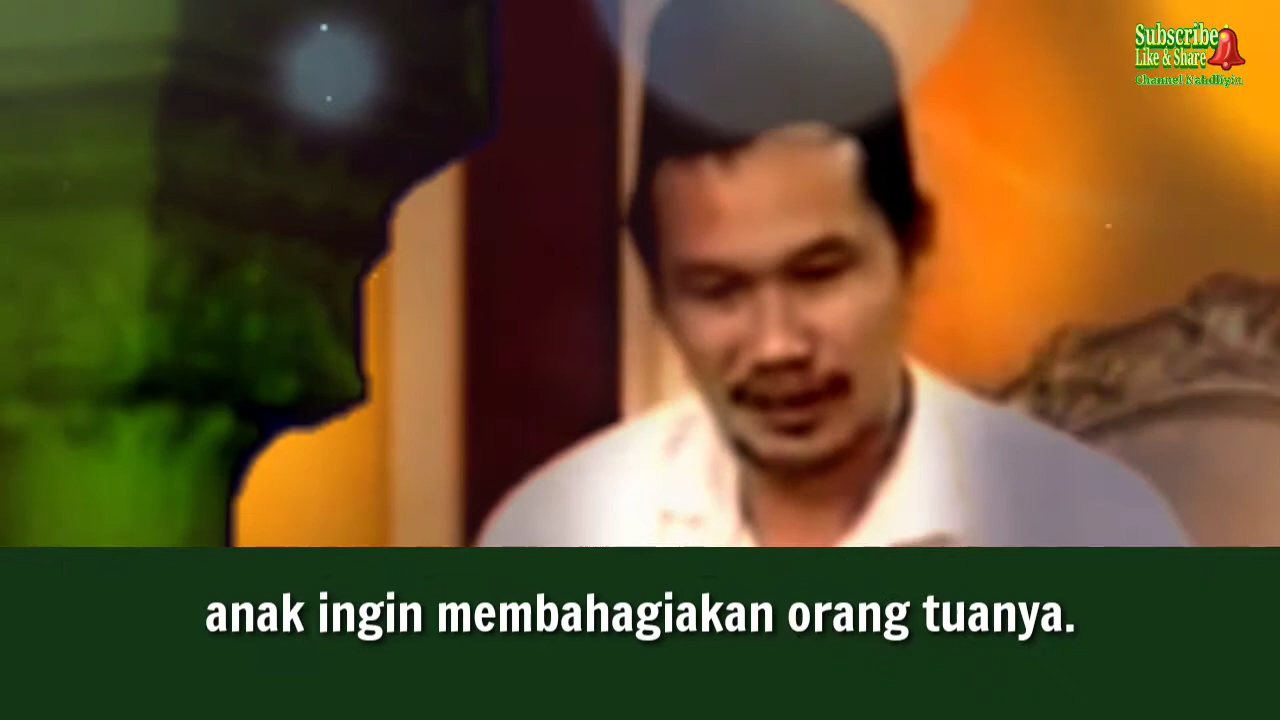 Subscribe
Like & Share
Channel Nahdliyin
anak ingin membahagiakan orang tuanya.